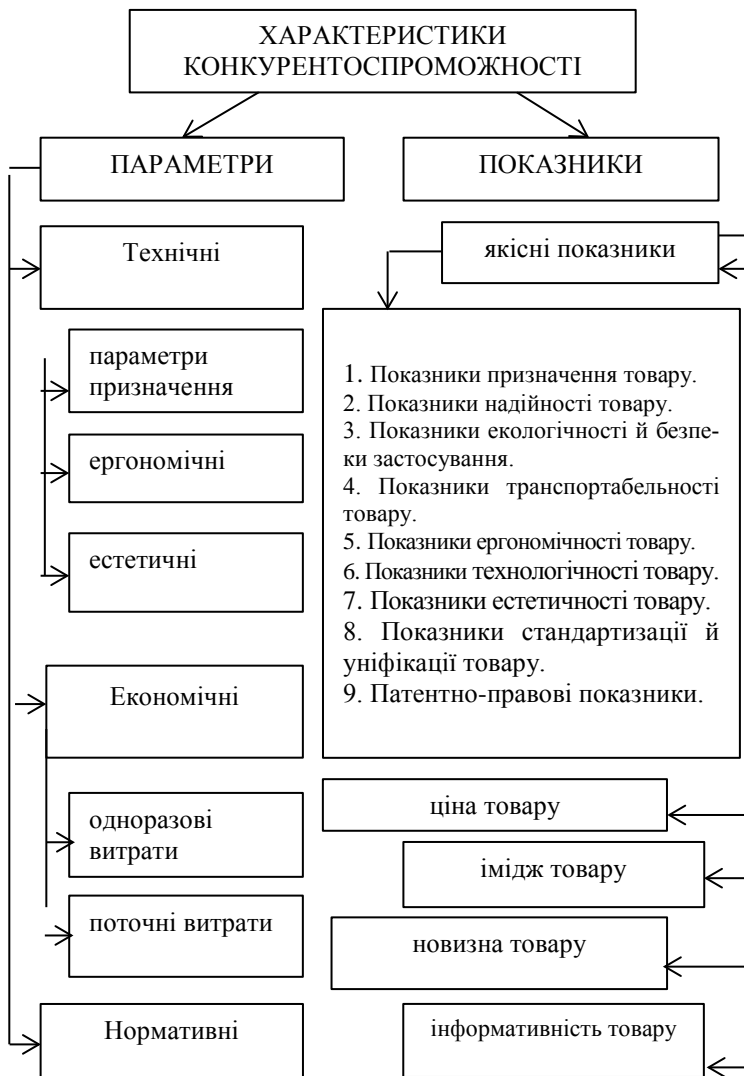 ХАРАКТЕРИСТИКИ
КОНКУРЕНТОСПРОМОЖНОСТІ
ПАРАМЕТРИ
ПОКАЗНИКИ
Технічні
параметри
призначення
ергономічні
естетичні
Економічні
одноразові
витрати
поточні витрати
Нормативні
якісні показники
1. Показники призначення товару.
2. Показники надійності товару.
3. Показники екологічності й безпе-
ки застосування.
4. Показники транспортабельності
товару.
5. Показники ергономічності товару.
6. Показники технологічності товару.
7. Показники естетичності товару.
8. Показники стандартизації й
уніфікації товару.
9. Патентно-правові показники.
ціна товару
імідж товару
новизна товару
інформативність товару